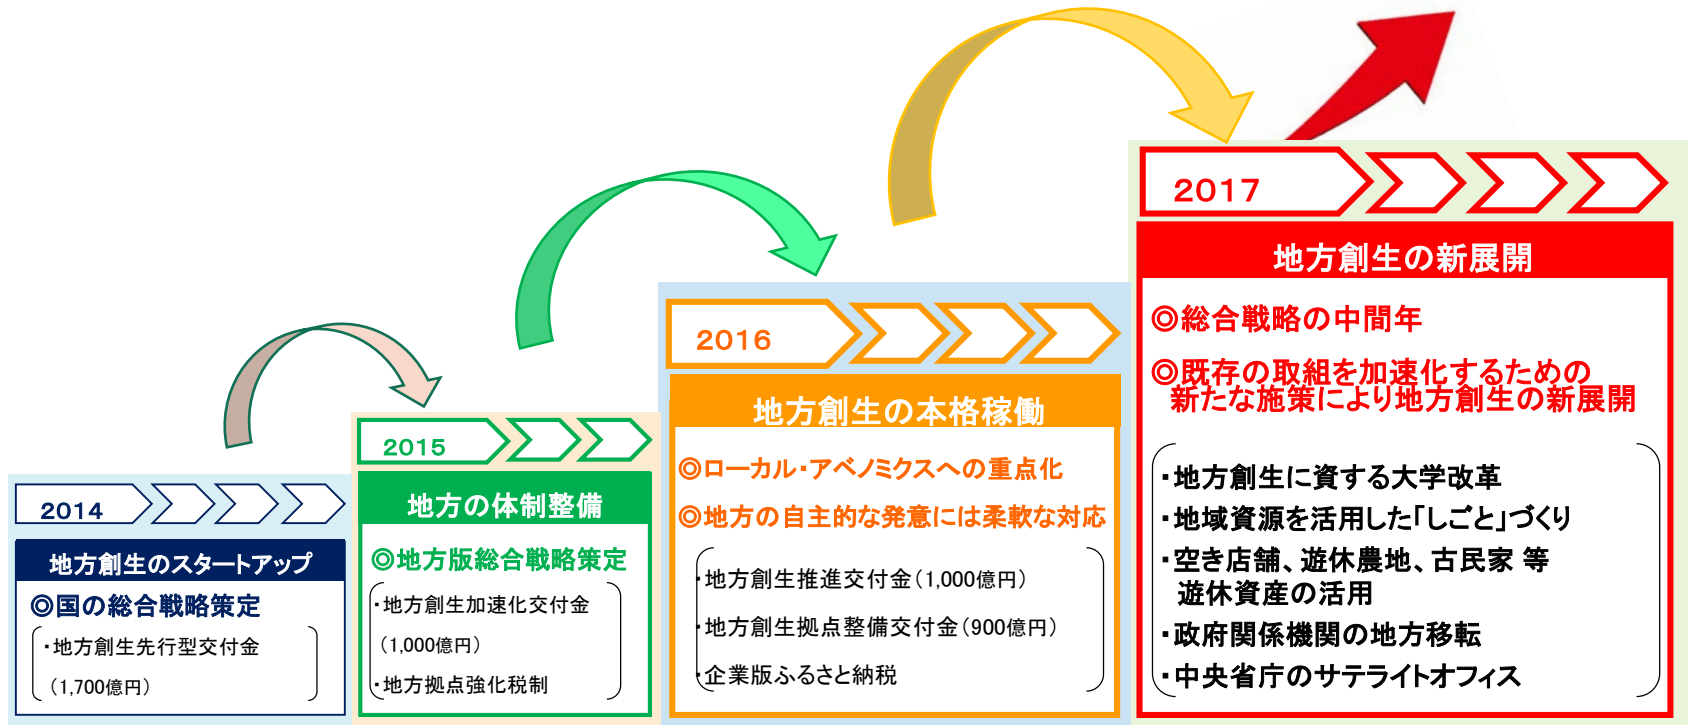 2014
地方創生のスタートアップ
◎国の総合戦略策定
・地方創生先行型交付金
（1,700億円）
2015
地方の体制整備
◎地方版総合戦略策定
・地方創生加速化交付金
（1,000億円）
・地方拠点強化税制
2016
地方創生の本格稼働
◎ローカル・アベノミクスへの重点化
◎地方の自主的な発意には柔軟な対応
・地方創生推進交付金（1,000億円）
・地方創生拠点整備交付金（900億円）
・企業版ふるさと納税
2017
地方創生の新展開
◎総合戦略の中間年
◎既存の取組を加速化するための
新たな施策により地方創生の新展開
・地方創生に資する大学改革
・地域資源を活用した「しごと」づくり
・空き店舗、遊休農地、古民家 等
遊休資産の活用
・政府関係機関の地方移転
・中央省庁のサテライトオフィス